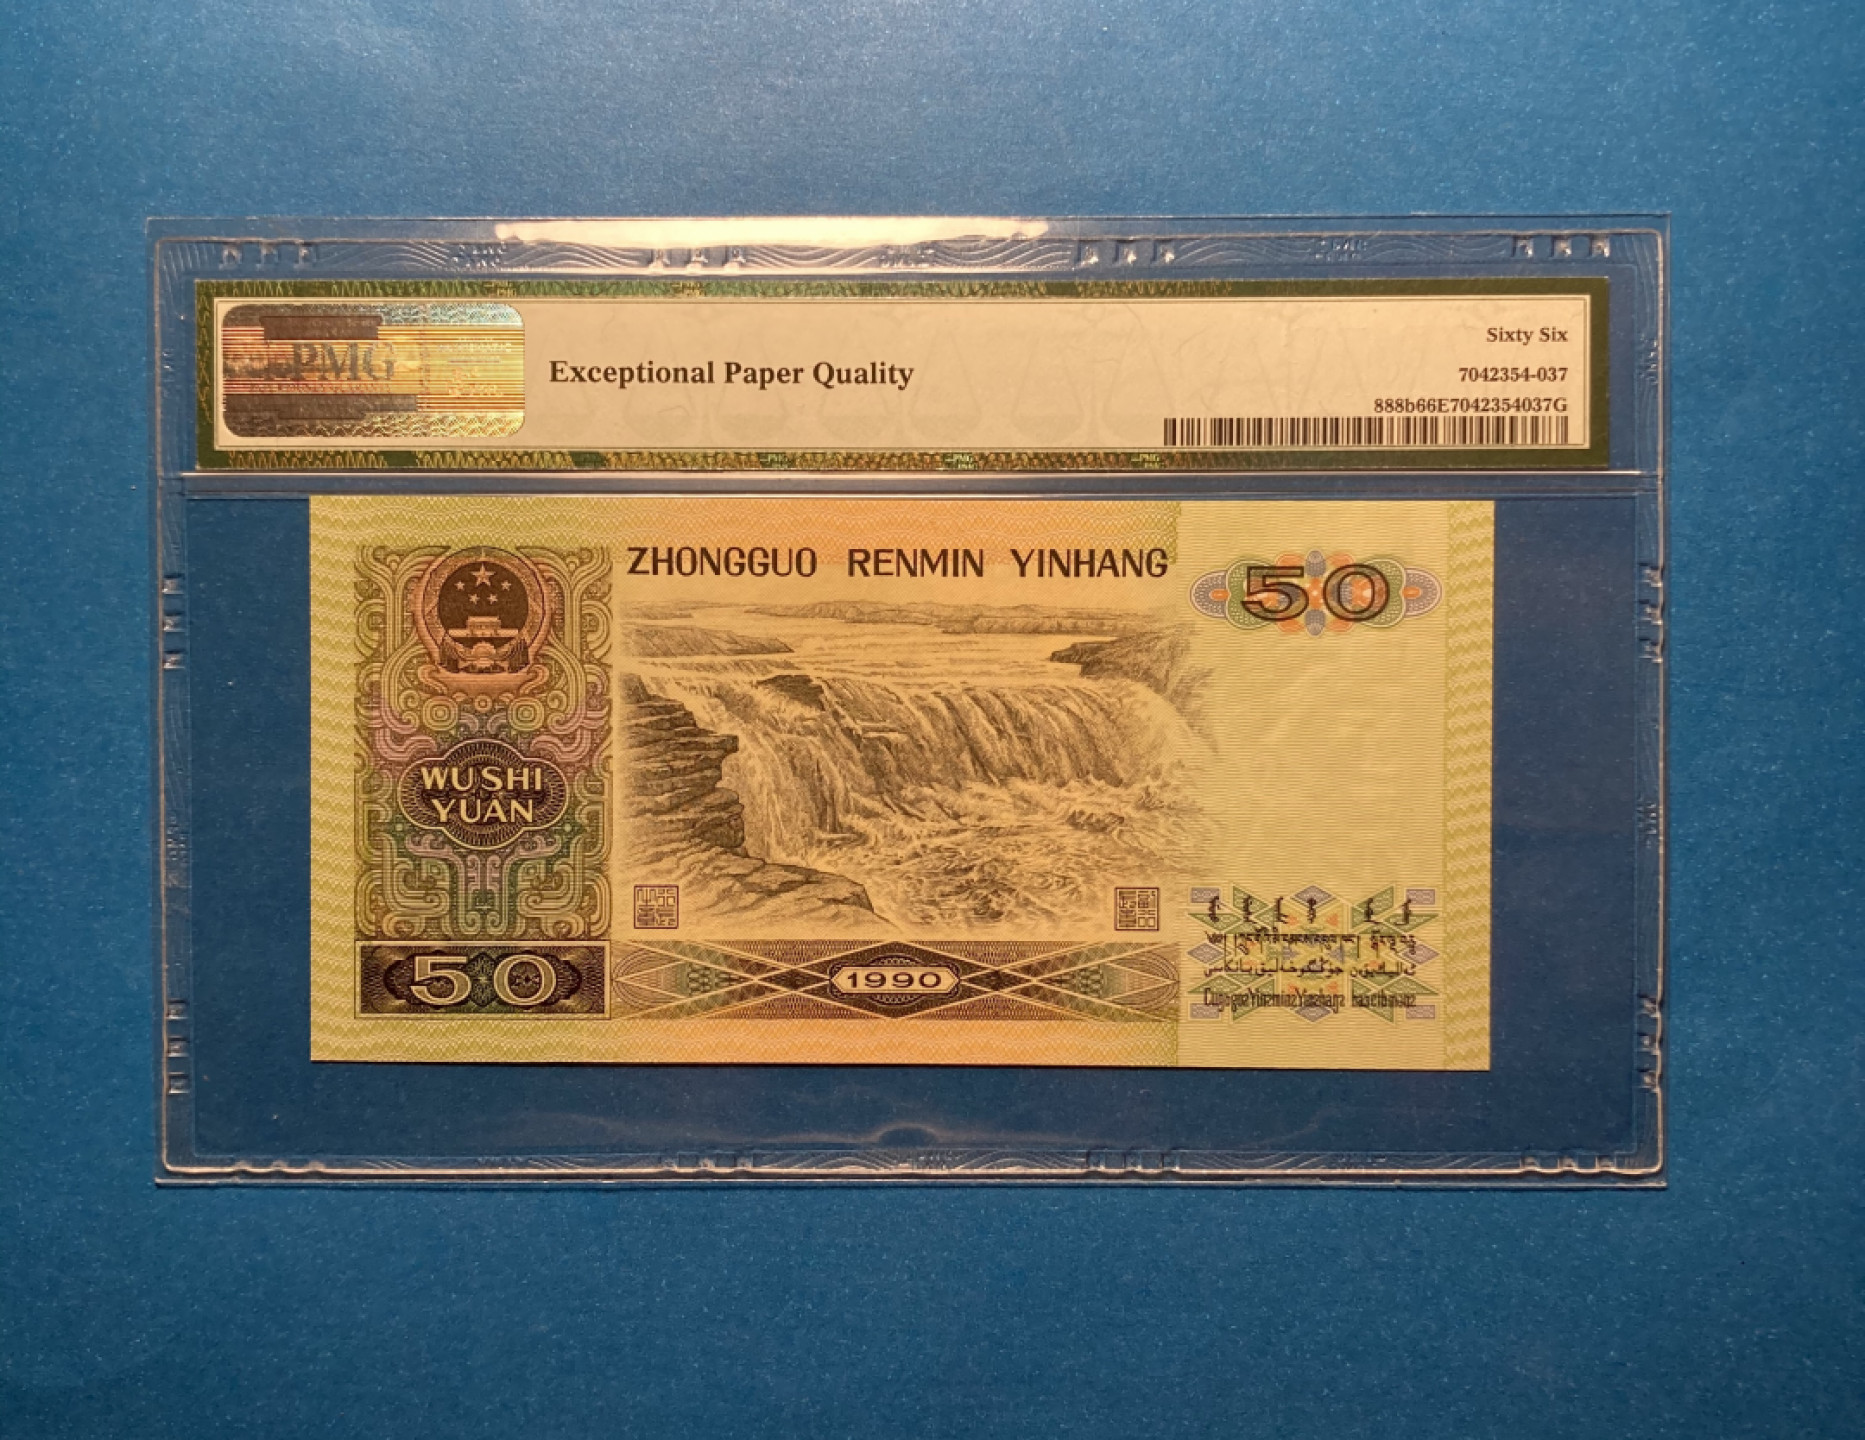 PMG
Exceptional Paper Quality
Sixty Six
7042354-037
888b66E7042354037G
ZHONGGUO RENMIN YINHANG
50
WU SHI
YUAN
50
1990